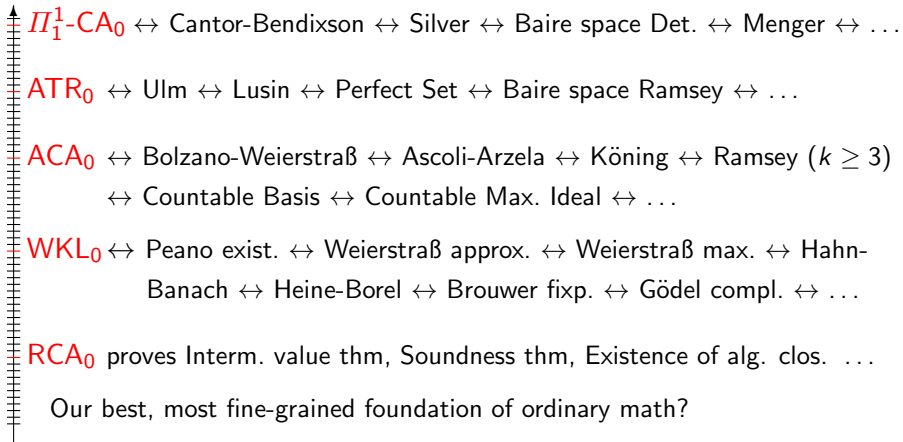 Π¹₁-CA₀ ↔ Cantor-Bendixson ↔ Silver ↔ Baire space Det. ↔ Menger ↔ ...
ATR₀ ↔ Ulm ↔ Lusin ↔ Perfect Set ↔ Baire space Ramsey ↔ ...
ACA₀ ↔ Bolzano-Weierstraß ↔ Ascoli-Arzela ↔ Köning ↔ Ramsey (k ≥ 3)
↔ Countable Basis ↔ Countable Max. Ideal ↔ ...
WKL₀ ↔ Peano exist. ↔ Weierstraß approx. ↔ Weierstraß max. ↔ Hahn-
Banach ↔ Heine-Borel ↔ Brouwer fixp. ↔ Gödel compl. ↔ ...
RCA₀ proves Interm. value thm, Soundness thm, Existence of alg. clos. ...
Our best, most fine-grained foundation of ordinary math?